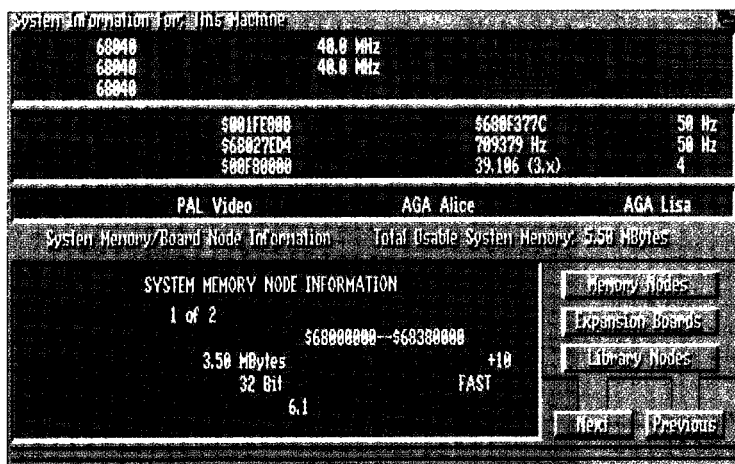 System Information for: This Machine
68040 40.0 MHz
68040 40.0 MHz
68040
$001FE000 $680F377C 50 Hz
$68027ED4 709379 Hz 50 Hz
$00F80000 39.106 (3.x) 4
PAL Video AGA Alice AGA Lisa
System Memory/Board Node Information Total Usable System Memory: 5.50 MBytes
SYSTEM MEMORY NODE INFORMATION
Memory Nodes
1 of 2
Expansion Boards
$68000000--$68380000
3.50 MBytes +10
Library Nodes
32 Bit FAST
6.1
Next Previous